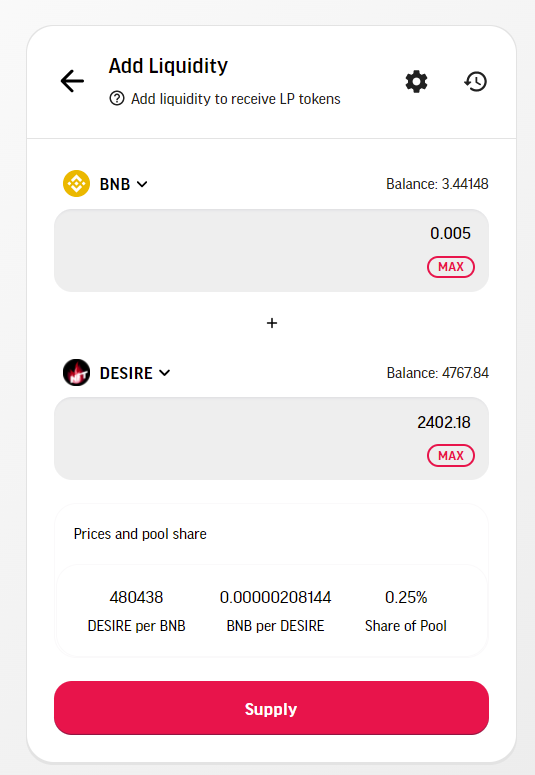 Add Liquidity
Add liquidity to receive LP tokens
BNB Balance: 3.44148
0.005
MAX
+
DESIRE Balance: 4767.84
2402.18
MAX
Prices and pool share
480438 0.00000208144 0.25%
DESIRE per BNB BNB per DESIRE Share of Pool
Supply